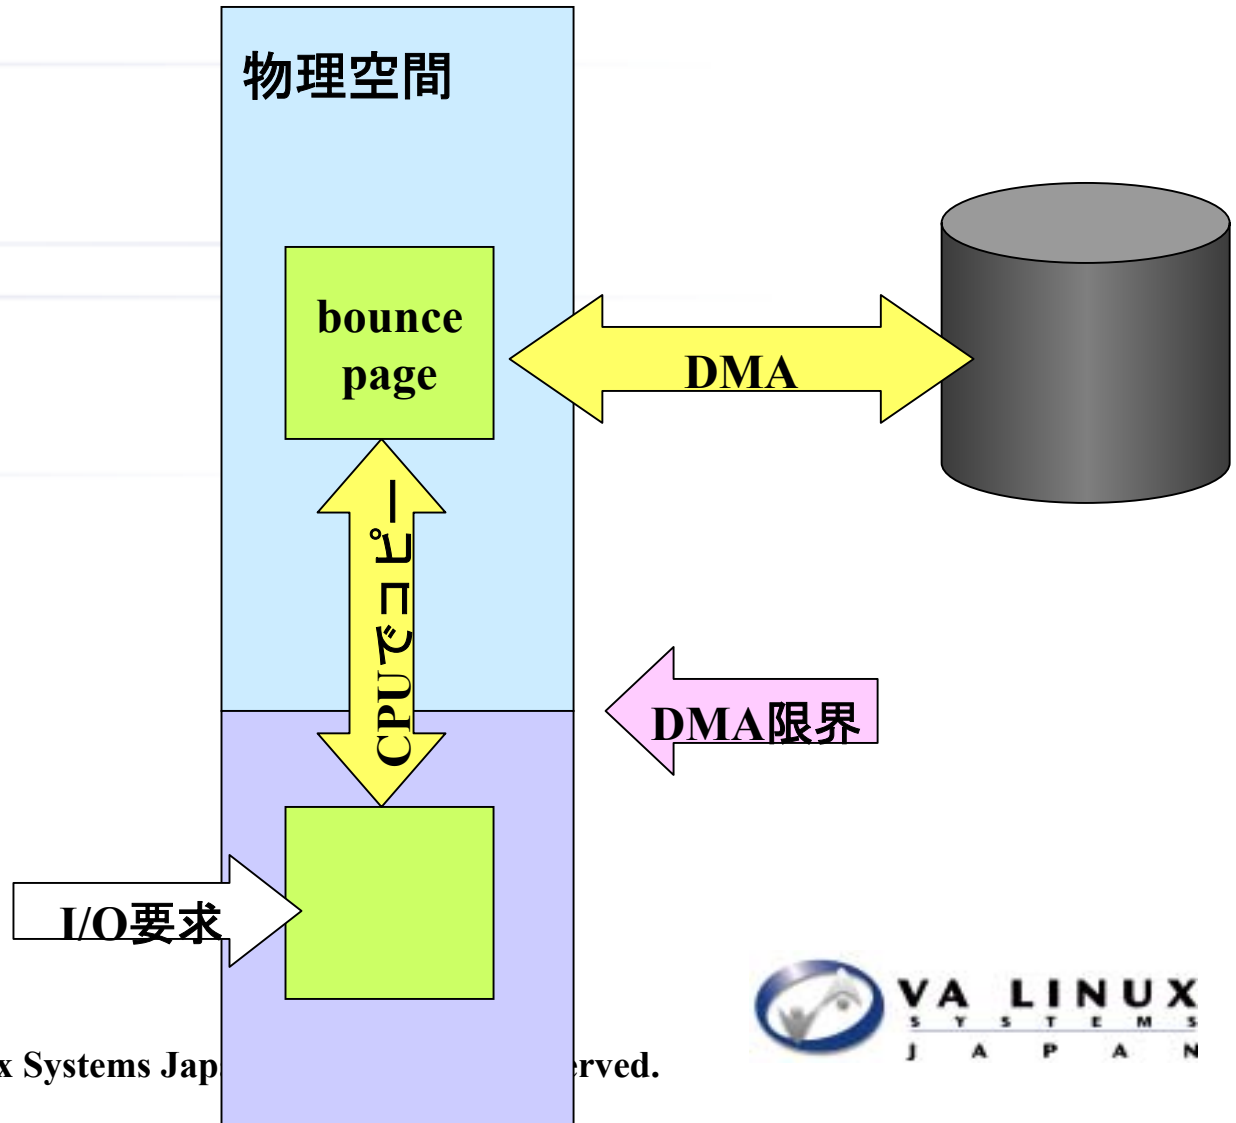 物理空間
bounce
page
DMA
CPUでコピー
DMA限界
I/O要求
VA LINUX
SYSTEMS
JAPAN
x Systems Jap
erved.